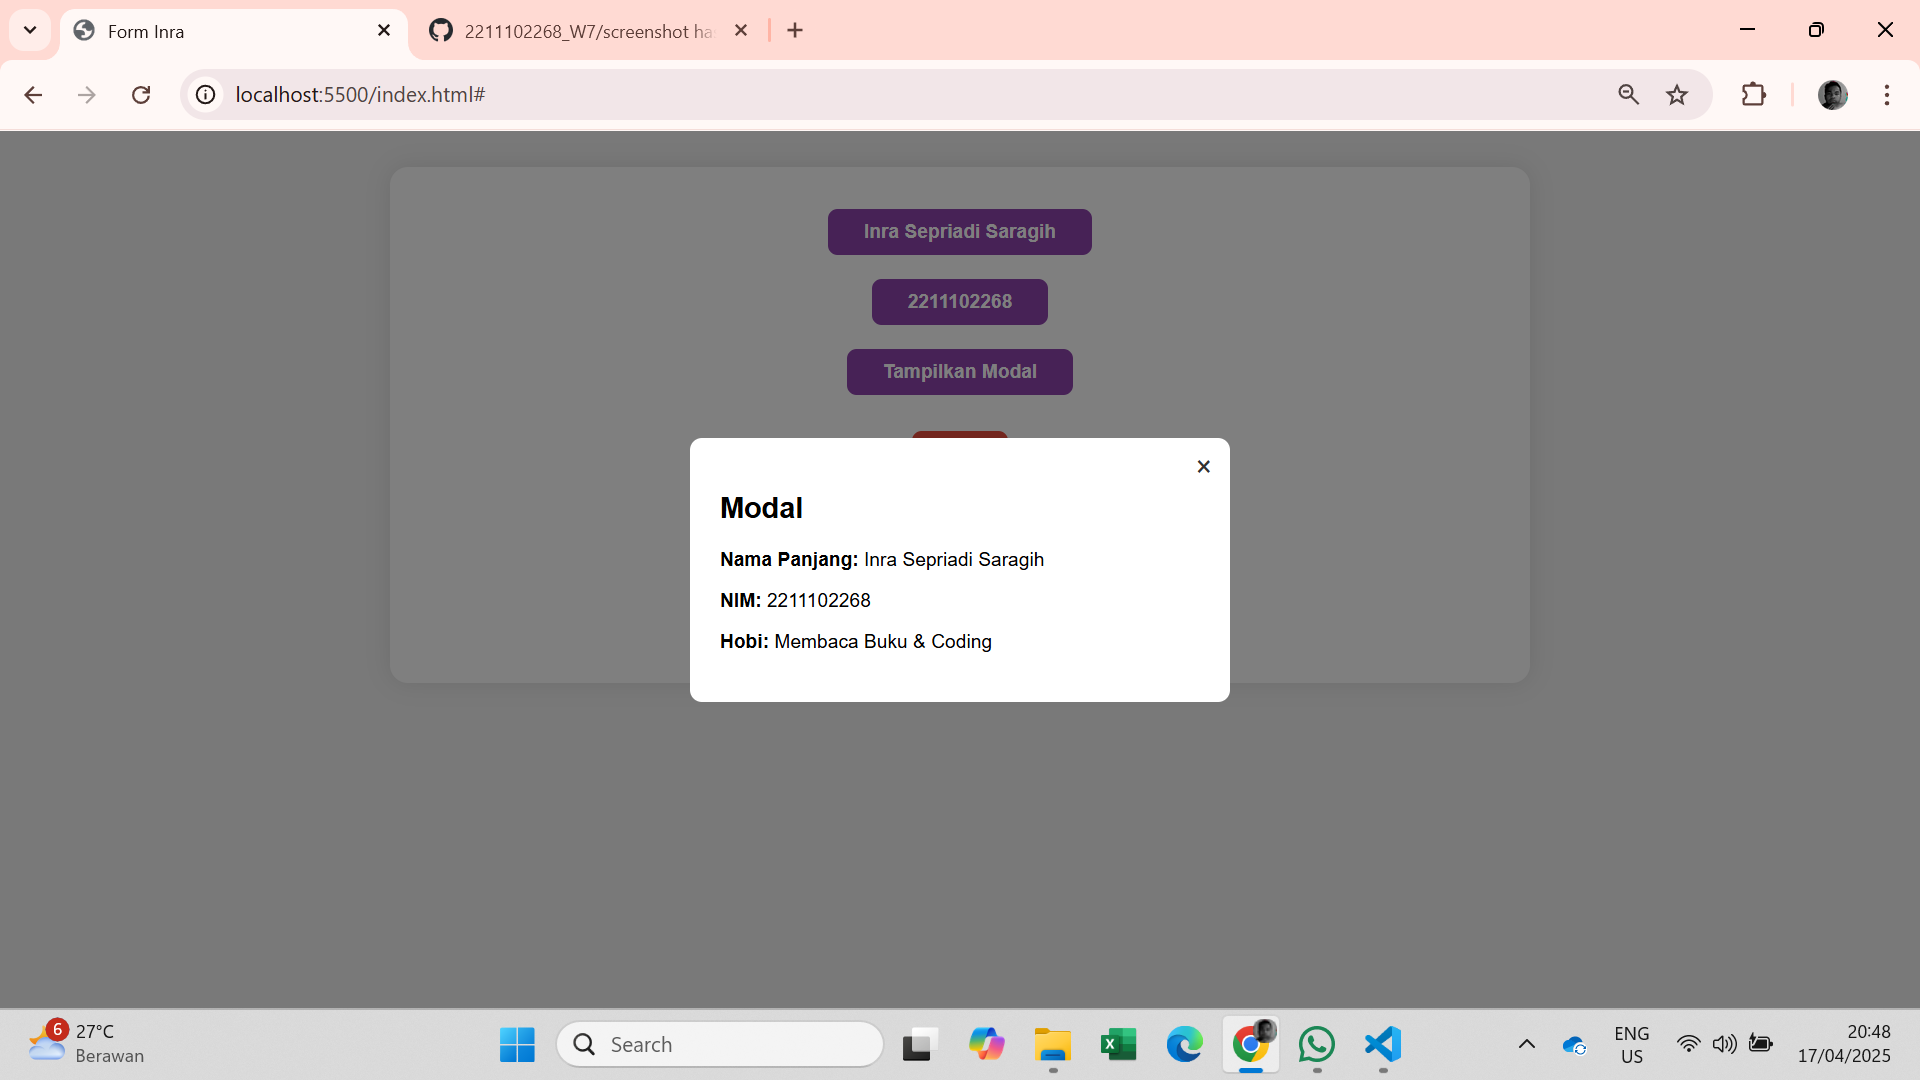 Form Inra
2211102268_W7/screenshot ha
localhost:5500/index.html#
Inra Sepriadi Saragih
2211102268
Tampilkan Modal
×
Modal
Nama Panjang: Inra Sepriadi Saragih
NIM: 2211102268
Hobi: Membaca Buku & Coding
6
27°C
Berawan
Search
ENG
US
20:48
17/04/2025